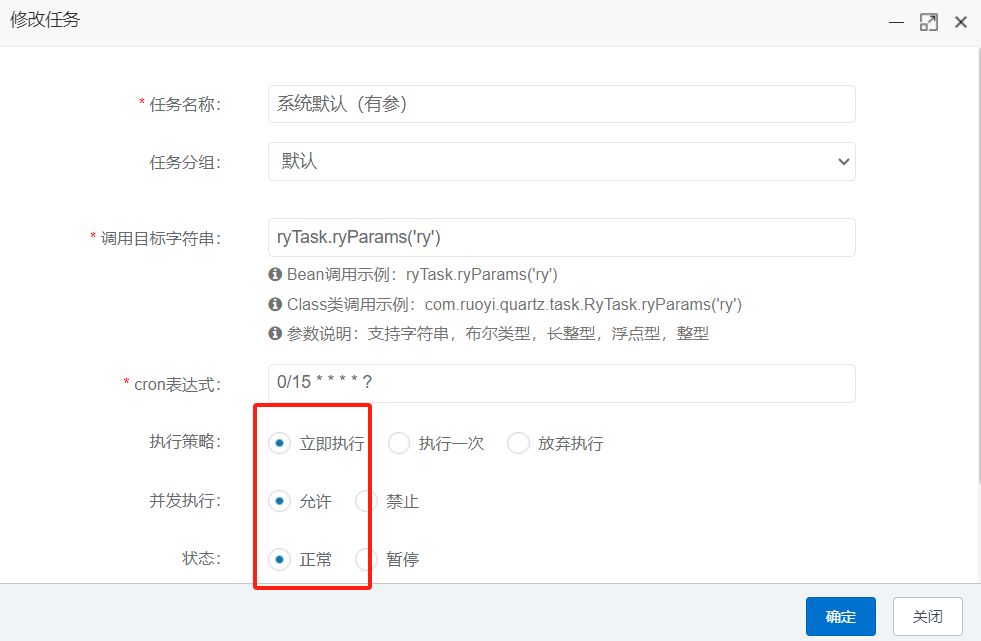 修改任务
* 任务名称： 系统默认（有参）
任务分组： 默认
* 调用目标字符串： ryTask.ryParams('ry')
Bean调用示例：ryTask.ryParams('ry')
Class类调用示例：com.ruoyi.quartz.task.RyTask.ryParams('ry')
参数说明：支持字符串，布尔类型，长整型，浮点型，整型
* cron表达式： 0/15 * * * * ?
执行策略： 立即执行 执行一次 放弃执行
并发执行： 允许 禁止
状态： 正常 暂停
确定 关闭